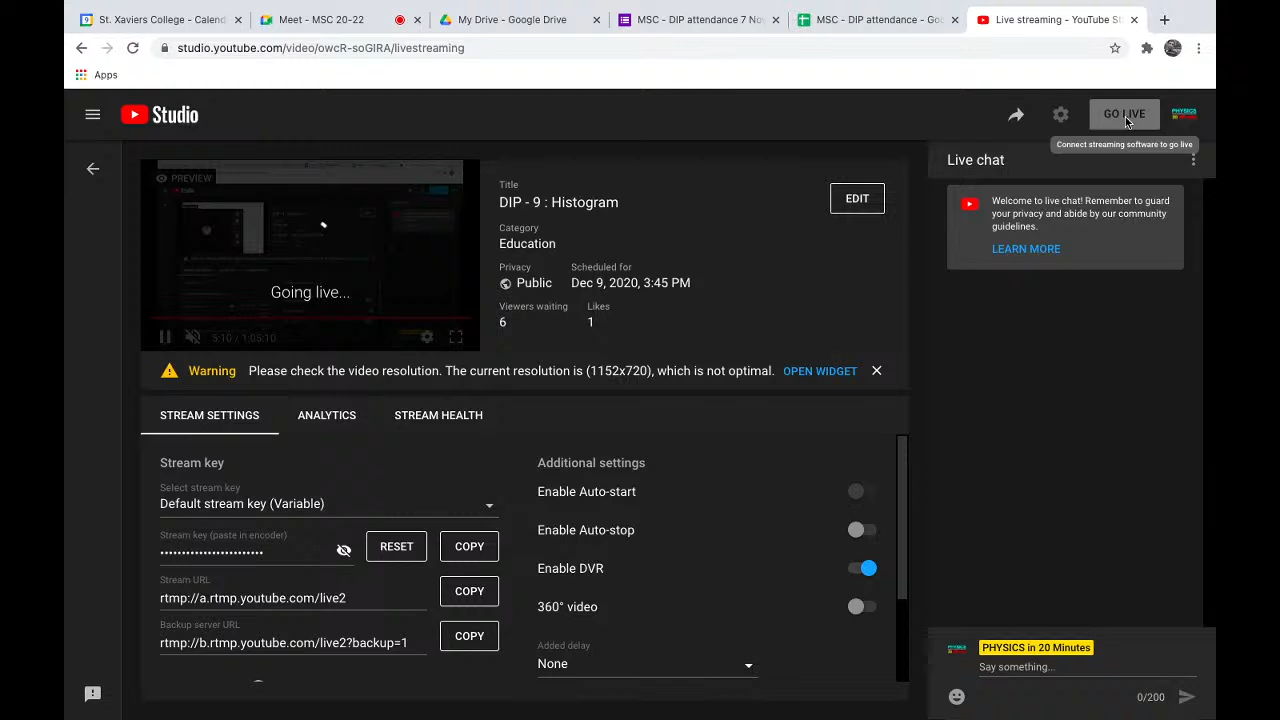 St. Xaviers College - Calend
Meet - MSC 20-22
My Drive - Google Drive
MSC - DIP attendance 7 Nov
MSC - DIP attendance - Goo
Live streaming - YouTube St
studio.youtube.com/video/owcR-soGIRA/livestreaming
Apps
Studio
GO LIVE
Connect streaming software to go live
PREVIEW
Going live...
5:10 / 1:05:10
Title
DIP - 9 : Histogram
EDIT
Category
Education
Privacy
Public
Scheduled for
Dec 9, 2020, 3:45 PM
Viewers waiting
6
Likes
1
Live chat
Welcome to live chat! Remember to guard
your privacy and abide by our community
guidelines.
LEARN MORE
Warning Please check the video resolution. The current resolution is (1152x720), which is not optimal. OPEN WIDGET
STREAM SETTINGS
ANALYTICS
STREAM HEALTH
Stream key
Select stream key
Default stream key (Variable)
Stream key (paste in encoder)
RESET
COPY
Stream URL
rtmp://a.rtmp.youtube.com/live2
COPY
Backup server URL
rtmp://b.rtmp.youtube.com/live2?backup=1
COPY
Additional settings
Enable Auto-start
Enable Auto-stop
Enable DVR
360° video
Added delay
None
PHYSICS in 20 Minutes
Say something...
0/200